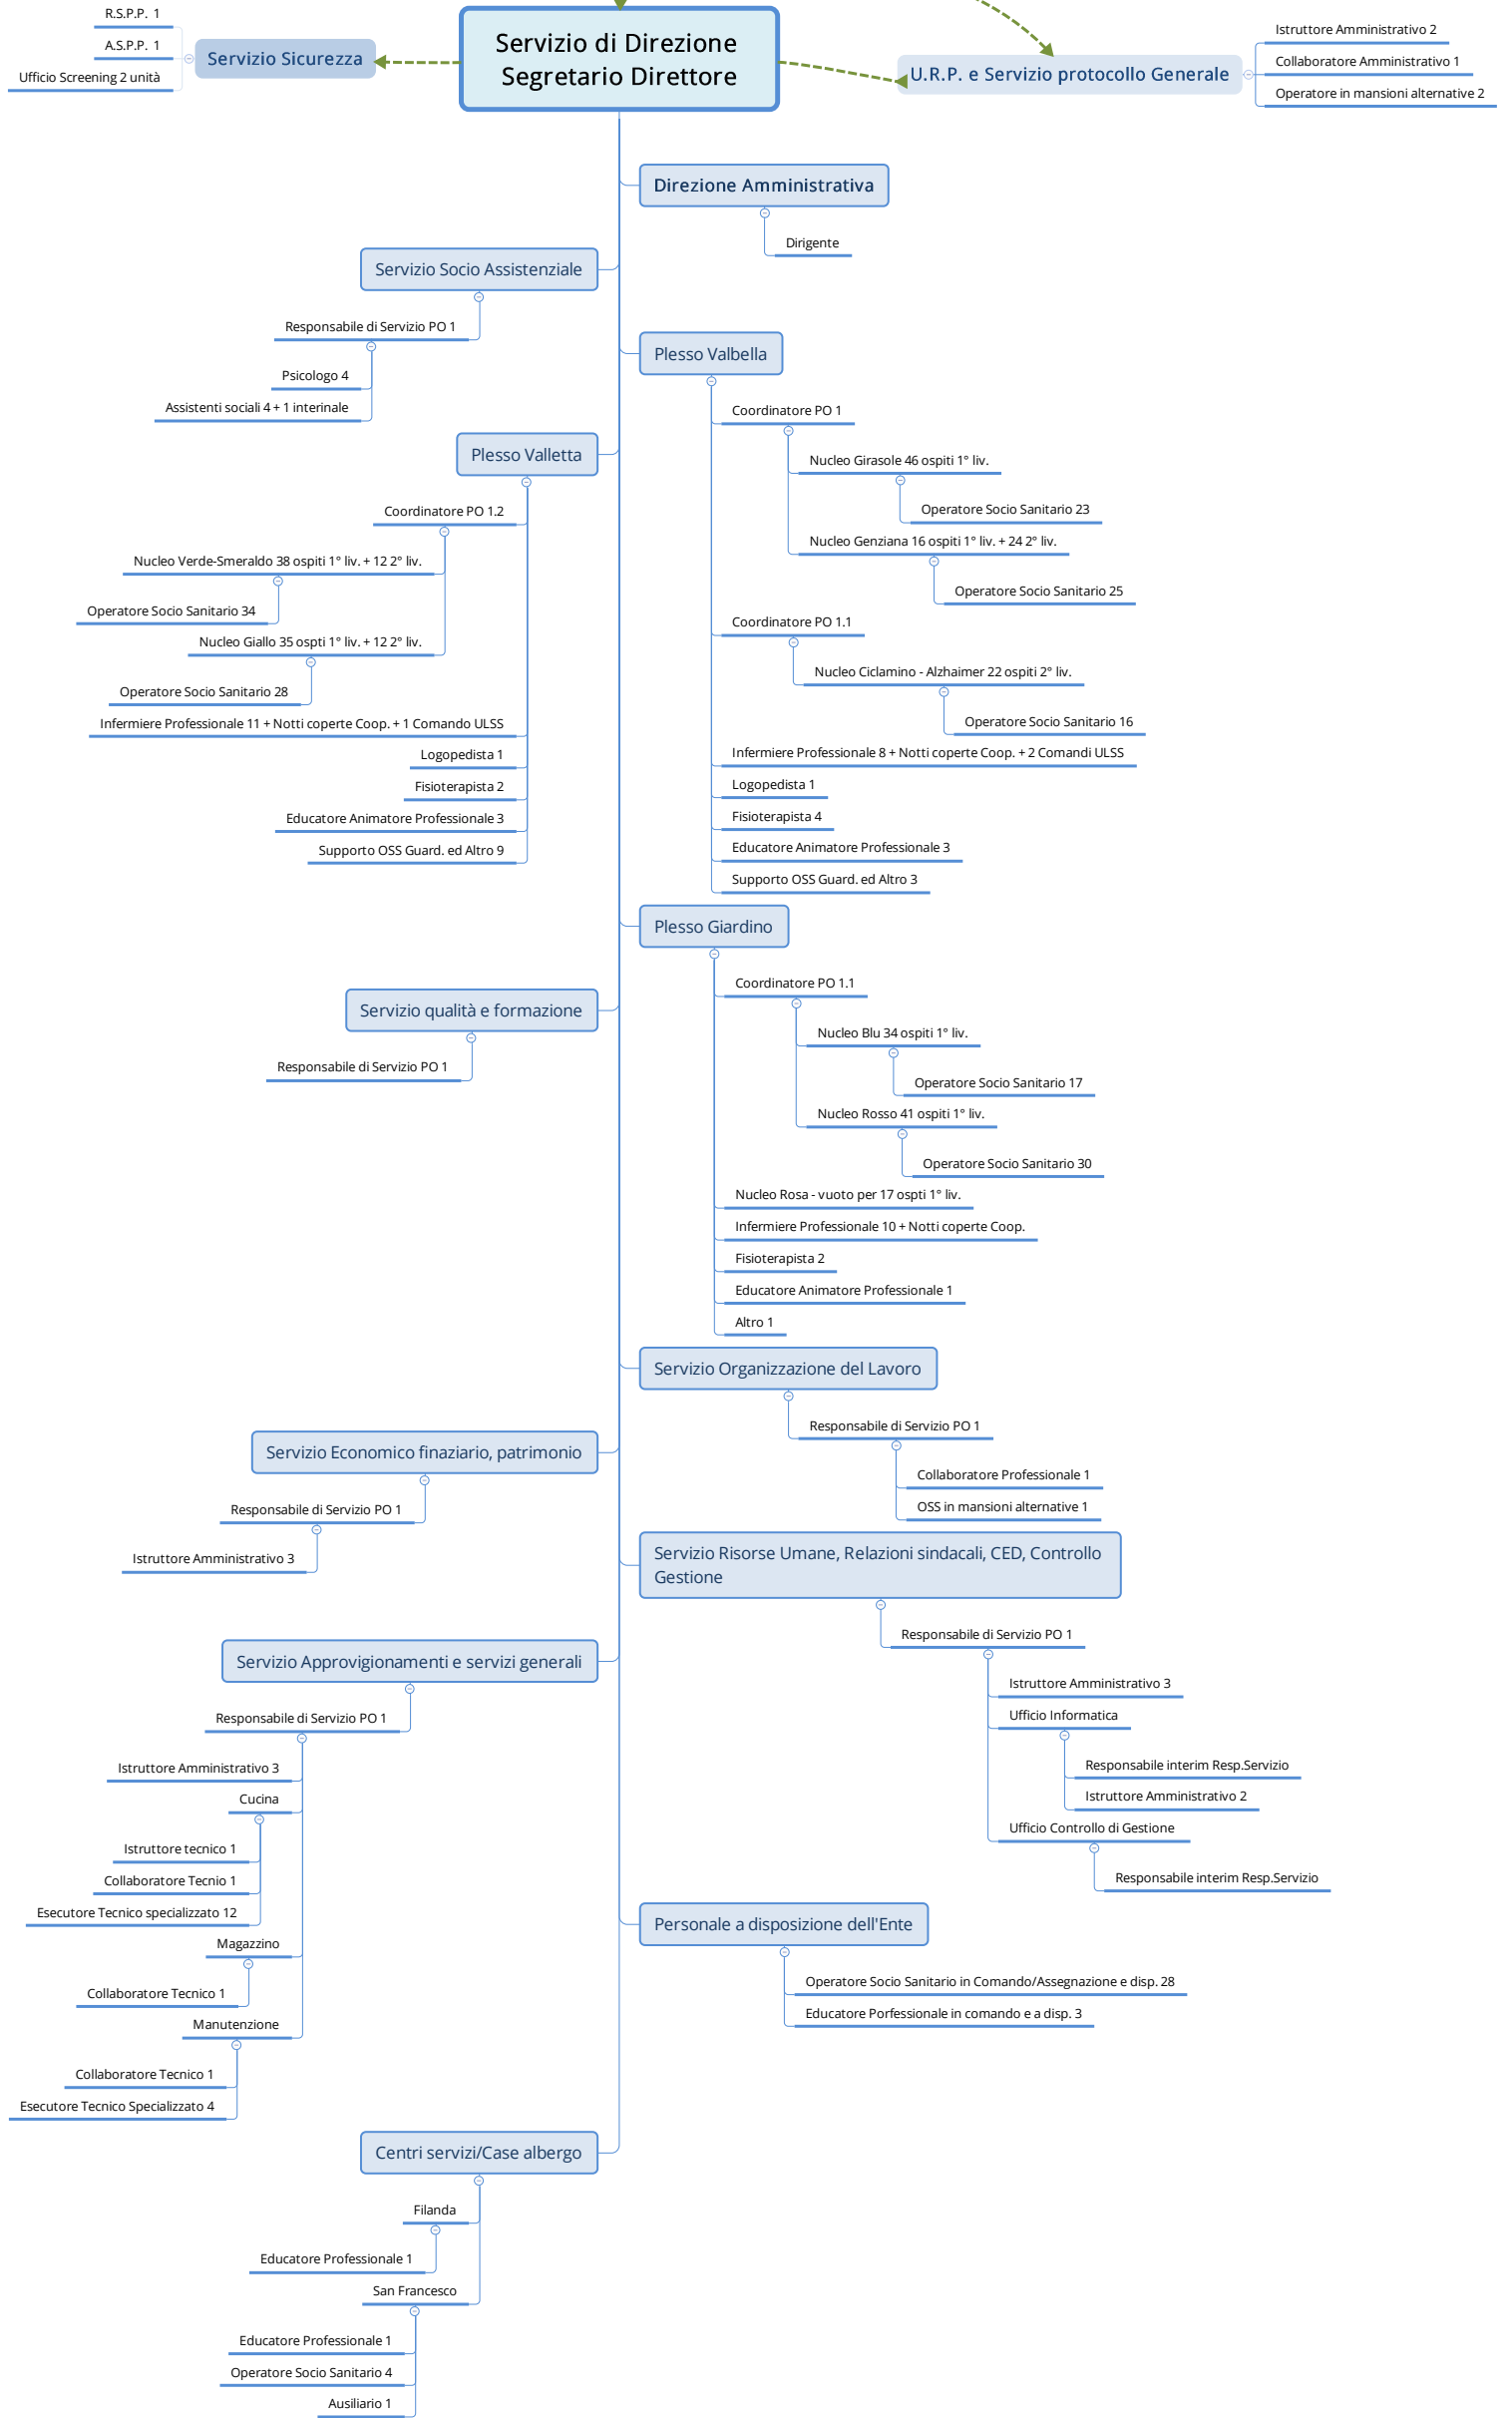 R.S.P.P. 1
A.S.P.P. 1
Ufficio Screening 2 unità
Servizio Sicurezza
Servizio di Direzione
Segretario Direttore
U.R.P. e Servizio protocollo Generale
Istruttore Amministrativo 2
Collaboratore Amministrativo 1
Operatore in mansioni alternative 2
Direzione Amministrativa
Dirigente
Servizio Socio Assistenziale
Responsabile di Servizio PO 1
Psicologo 4
Assistenti sociali 4 + 1 interinale
Plesso Valbella
Coordinatore PO 1
Nucleo Girasole 46 ospiti 1° liv.
Operatore Socio Sanitario 23
Nucleo Genziana 16 ospiti 1° liv. + 24 2° liv.
Operatore Socio Sanitario 25
Coordinatore PO 1.1
Nucleo Ciclamino - Alzhaimer 22 ospiti 2° liv.
Operatore Socio Sanitario 16
Infermiere Professionale 8 + Notti coperte Coop. + 2 Comandi ULSS
Logopedista 1
Fisioterapista 4
Educatore Animatore Professionale 3
Supporto OSS Guard. ed Altro 3
Plesso Valletta
Coordinatore PO 1.2
Nucleo Verde-Smeraldo 38 ospiti 1° liv. + 12 2° liv.
Operatore Socio Sanitario 34
Nucleo Giallo 35 ospti 1° liv. + 12 2° liv.
Operatore Socio Sanitario 28
Infermiere Professionale 11 + Notti coperte Coop. + 1 Comando ULSS
Logopedista 1
Fisioterapista 2
Educatore Animatore Professionale 3
Supporto OSS Guard. ed Altro 9
Plesso Giardino
Coordinatore PO 1.1
Nucleo Blu 34 ospiti 1° liv.
Operatore Socio Sanitario 17
Nucleo Rosso 41 ospiti 1° liv.
Operatore Socio Sanitario 30
Nucleo Rosa - vuoto per 17 ospti 1° liv.
Infermiere Professionale 10 + Notti coperte Coop.
Fisioterapista 2
Educatore Animatore Professionale 1
Altro 1
Servizio qualità e formazione
Responsabile di Servizio PO 1
Servizio Organizzazione del Lavoro
Responsabile di Servizio PO 1
Collaboratore Professionale 1
OSS in mansioni alternative 1
Servizio Economico finaziario, patrimonio
Responsabile di Servizio PO 1
Istruttore Amministrativo 3
Servizio Risorse Umane, Relazioni sindacali, CED, Controllo
Gestione
Responsabile di Servizio PO 1
Istruttore Amministrativo 3
Ufficio Informatica
Responsabile interim Resp.Servizio
Istruttore Amministrativo 2
Ufficio Controllo di Gestione
Responsabile interim Resp.Servizio
Servizio Approvigionamenti e servizi generali
Responsabile di Servizio PO 1
Istruttore Amministrativo 3
Cucina
Istruttore tecnico 1
Collaboratore Tecnio 1
Esecutore Tecnico specializzato 12
Magazzino
Collaboratore Tecnico 1
Manutenzione
Collaboratore Tecnico 1
Esecutore Tecnico Specializzato 4
Personale a disposizione dell'Ente
Operatore Socio Sanitario in Comando/Assegnazione e disp. 28
Educatore Porfessionale in comando e a disp. 3
Centri servizi/Case albergo
Filanda
Educatore Professionale 1
San Francesco
Educatore Professionale 1
Operatore Socio Sanitario 4
Ausiliario 1